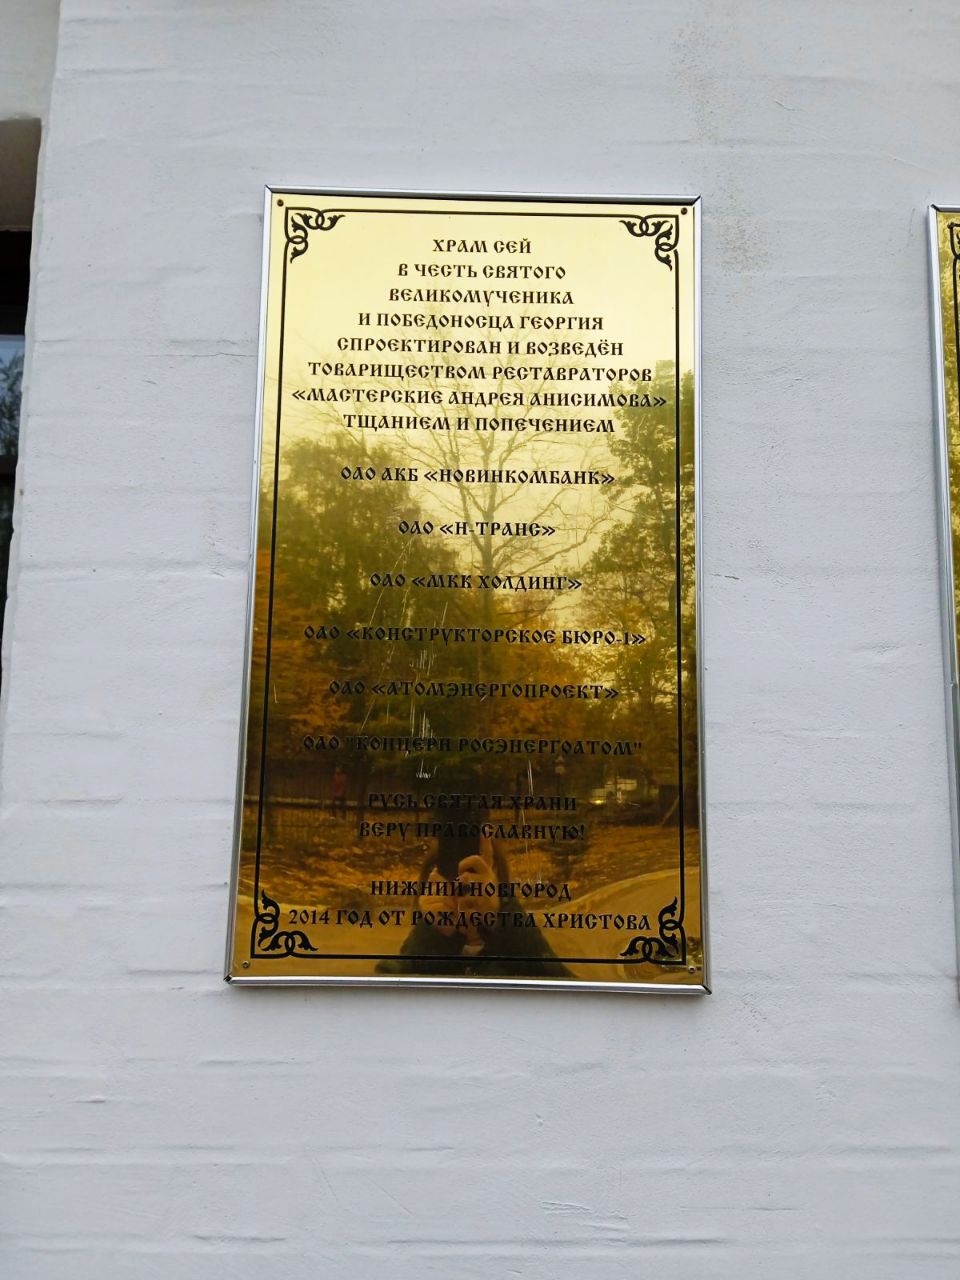 ХРАМ СЕЙ
В ЧЕСТЬ СВЯТОГО
ВЕЛИКОМУЧЕНИКА
И ПОБЕДОНОСЦА ГЕОРГИЯ
СПРОЕКТИРОВАН И ВОЗВЕДЁН
ТОВАРИЩЕСТВОМ РЕСТАВРАТОРОВ
«МАСТЕРСКИЕ АНДРЕЯ АНИСИМОВА»
ТЩАНИЕМ И ПОПЕЧЕНИЕМ
ОАО АКБ «НОВИНКОМБАНК»
ОАО «Н-ТРАНС»
ОАО «МКК ХОЛДИНГ»
ОАО «КОНСТРУКТОРСКОЕ БЮРО-1»
ОАО «АТОМЭНЕРГОПРОЕКТ»
ОАО "КОНЦЕРН РОСЭНЕРГОАТОМ"
РУСЬ СВЯТАЯ ХРАНИ
ВЕРУ ПРАВОСЛАВНУЮ!
НИЖНИЙ НОВГОРОД
2014 ГОД ОТ РОЖДЕСТВА ХРИСТОВА